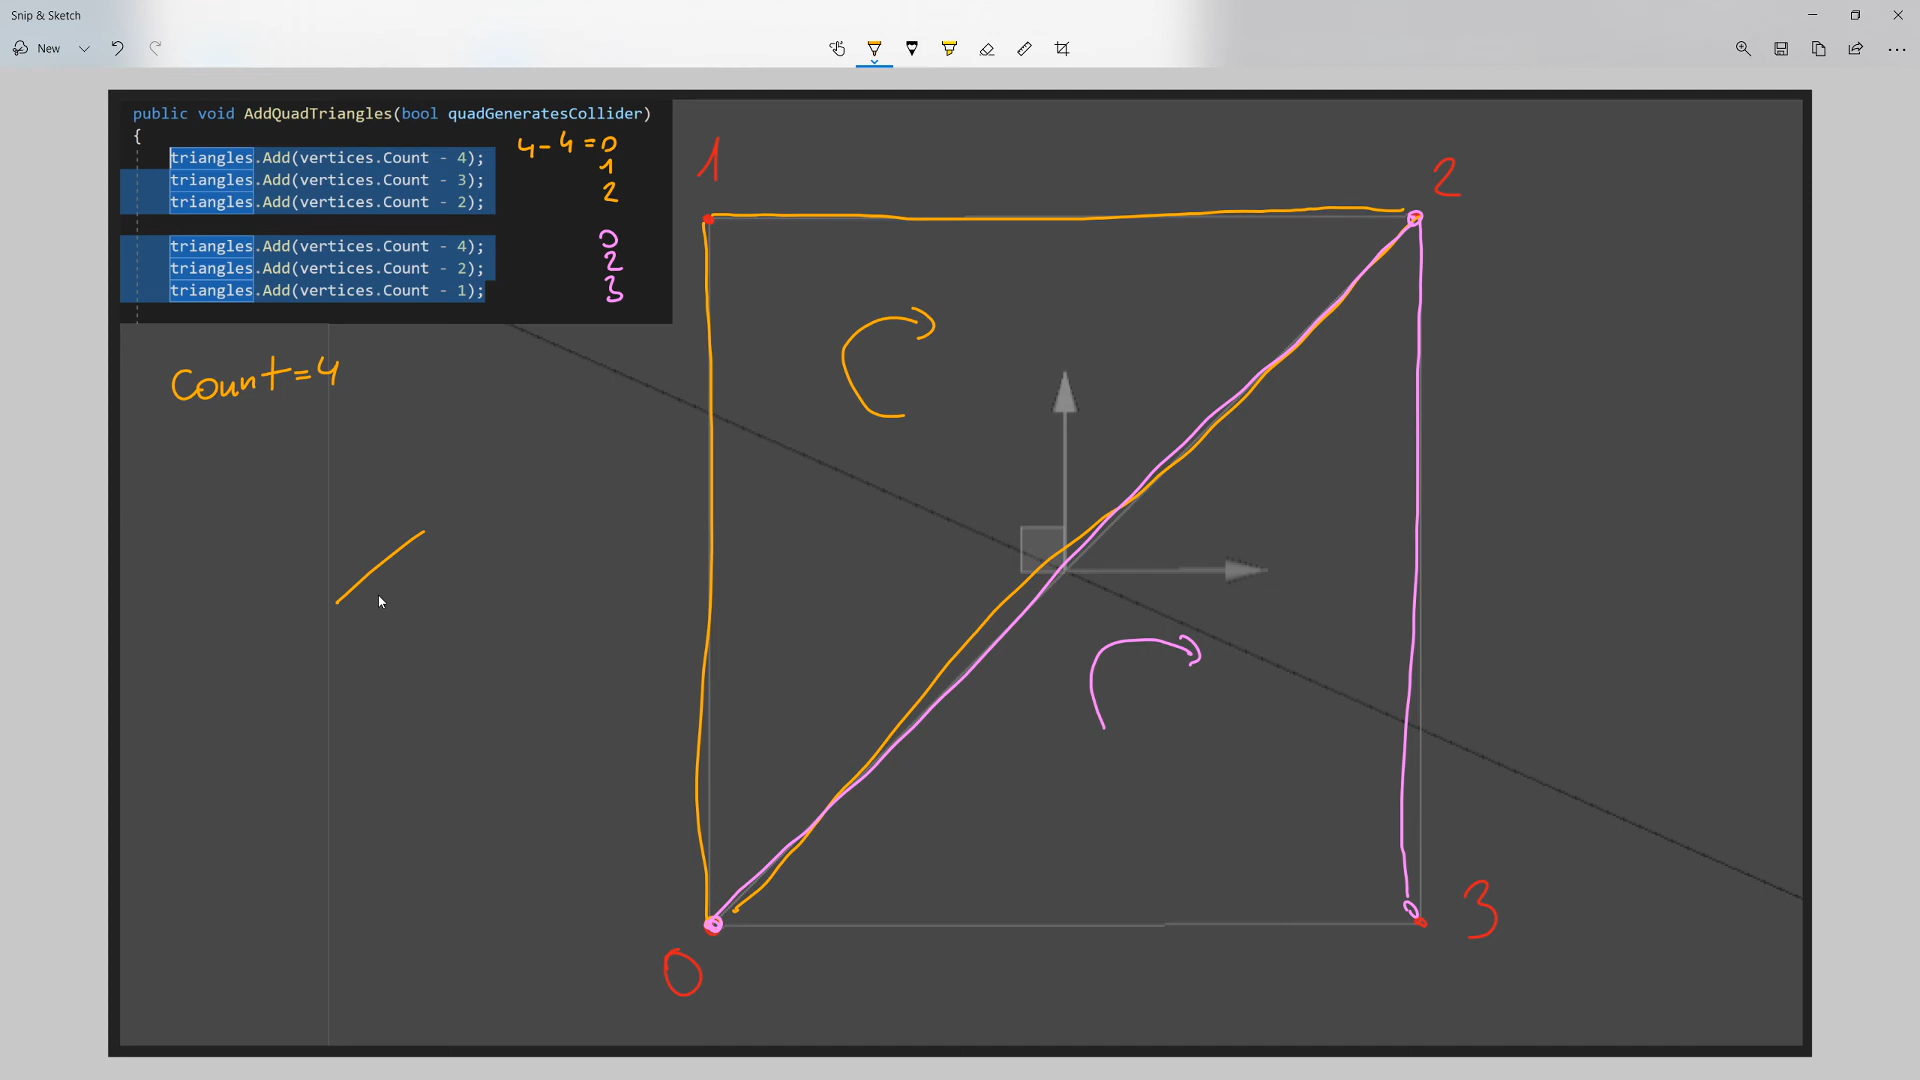 Snip & Sketch
New
public void AddQuadTriangles(bool quadGeneratesCollider)
{
4-4=0
triangles.Add(vertices.Count - 4);
1
triangles.Add(vertices.Count - 3);
2
triangles.Add(vertices.Count - 2);
0
triangles.Add(vertices.Count - 4);
2
triangles.Add(vertices.Count - 2);
3
triangles.Add(vertices.Count - 1);
1
2
Count=4
3
0